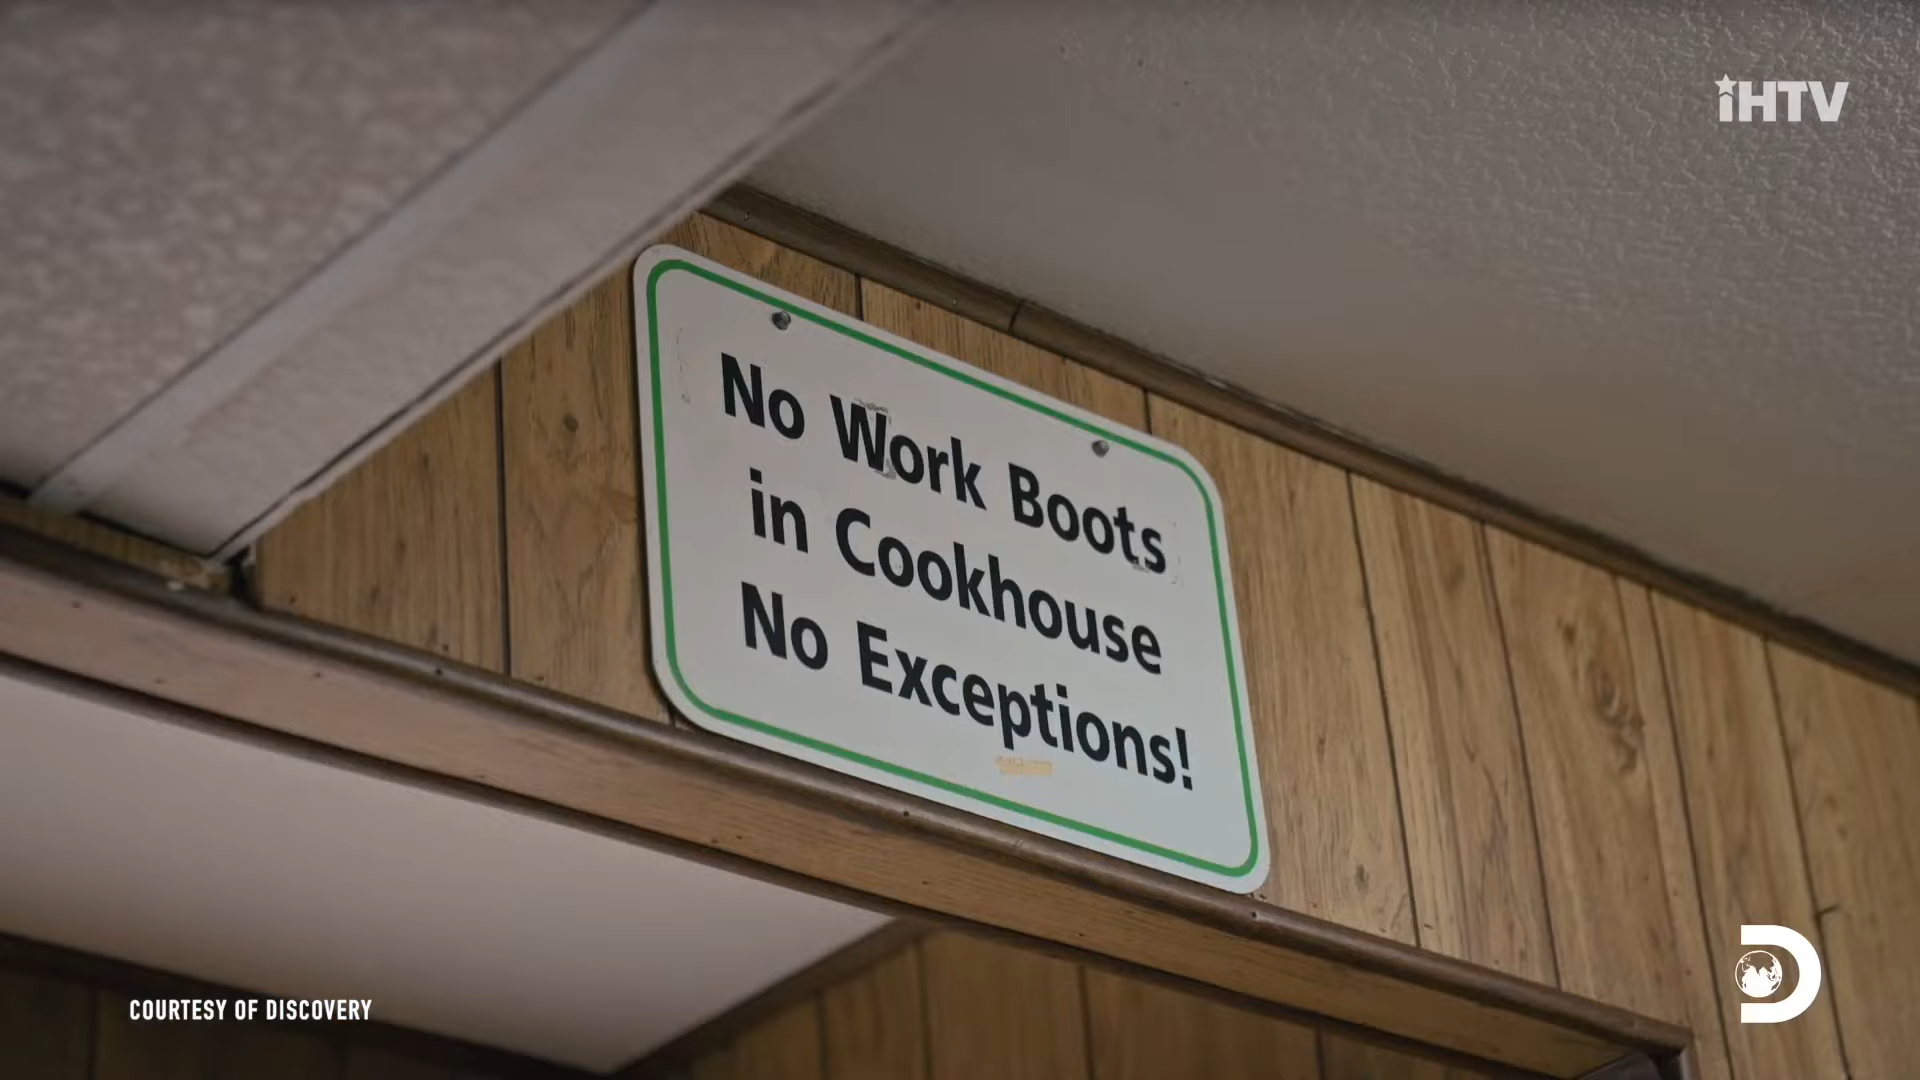 iHTV
No Work Boots
in Cookhouse
No Exceptions!
COURTESY OF DISCOVERY